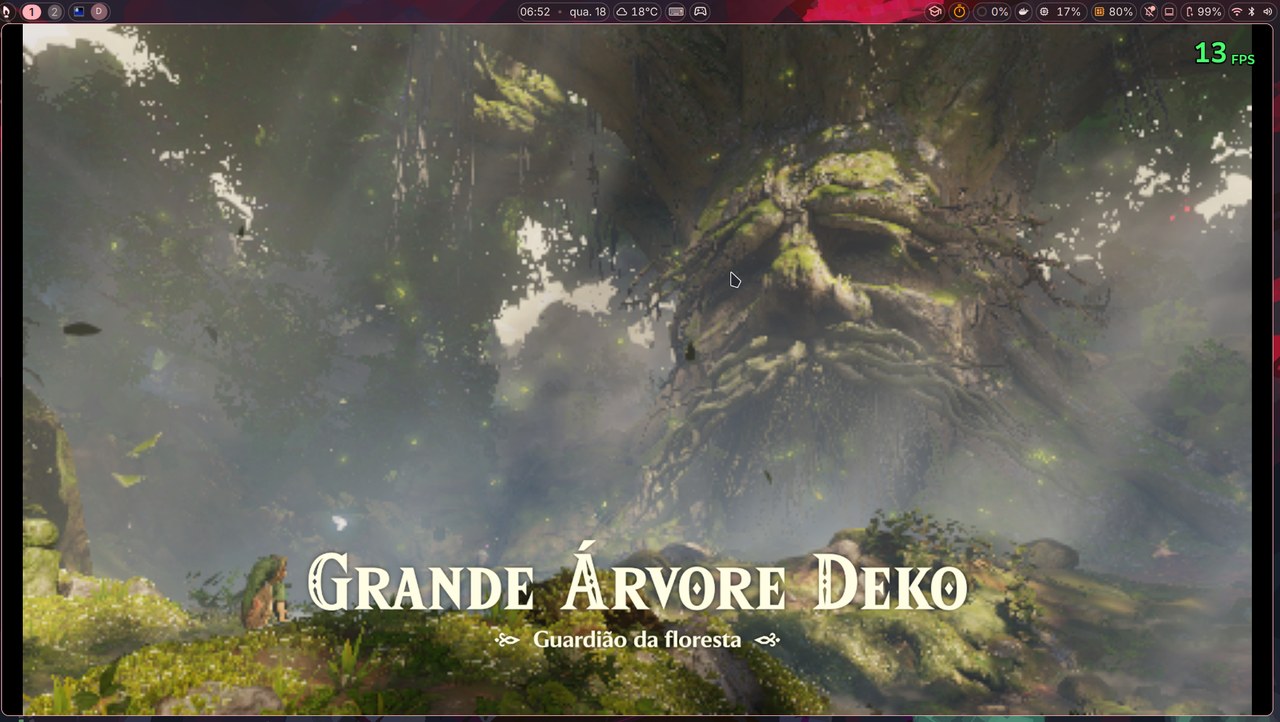 1 2 D 06:52 • qua. 18 18°C 0% 17% 80% 99%
13 FPS
GRANDE ÁRVORE DEKO
Guardião da floresta